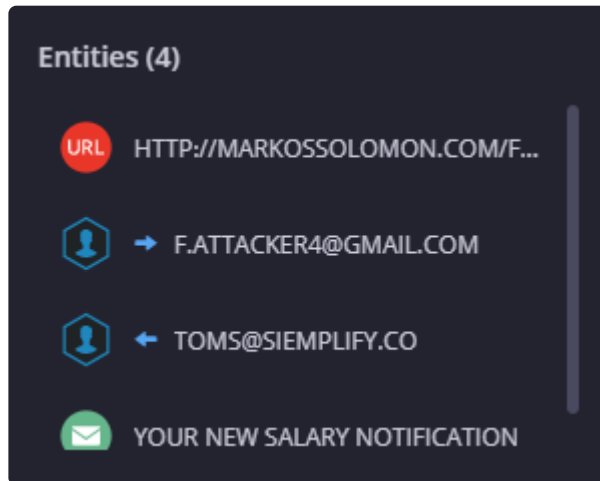 Entities (4)
URL HTTP://MARKOSSOLOMON.COM/F...
F.ATTACKER4@GMAIL.COM
TOMS@SIEMPLIFY.CO
YOUR NEW SALARY NOTIFICATION